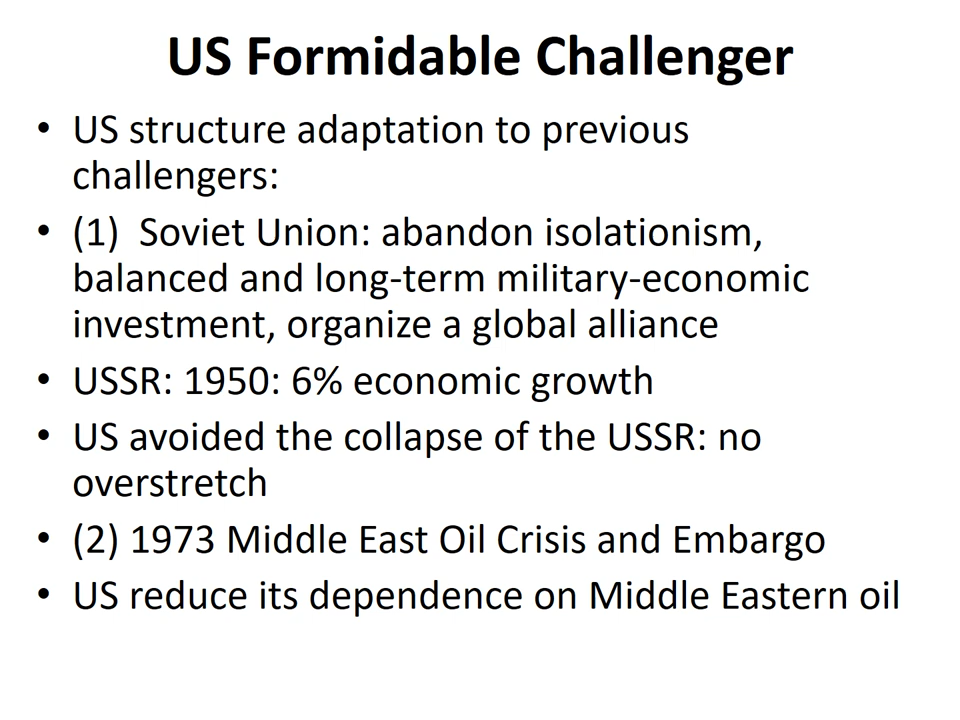 US Formidable Challenger
• US structure adaptation to previous
challengers:
• (1)  Soviet Union: abandon isolationism,
balanced and long-term military-economic
investment, organize a global alliance
• USSR: 1950: 6% economic growth
• US avoided the collapse of the USSR: no
overstretch
• (2) 1973 Middle East Oil Crisis and Embargo
• US reduce its dependence on Middle Eastern oil